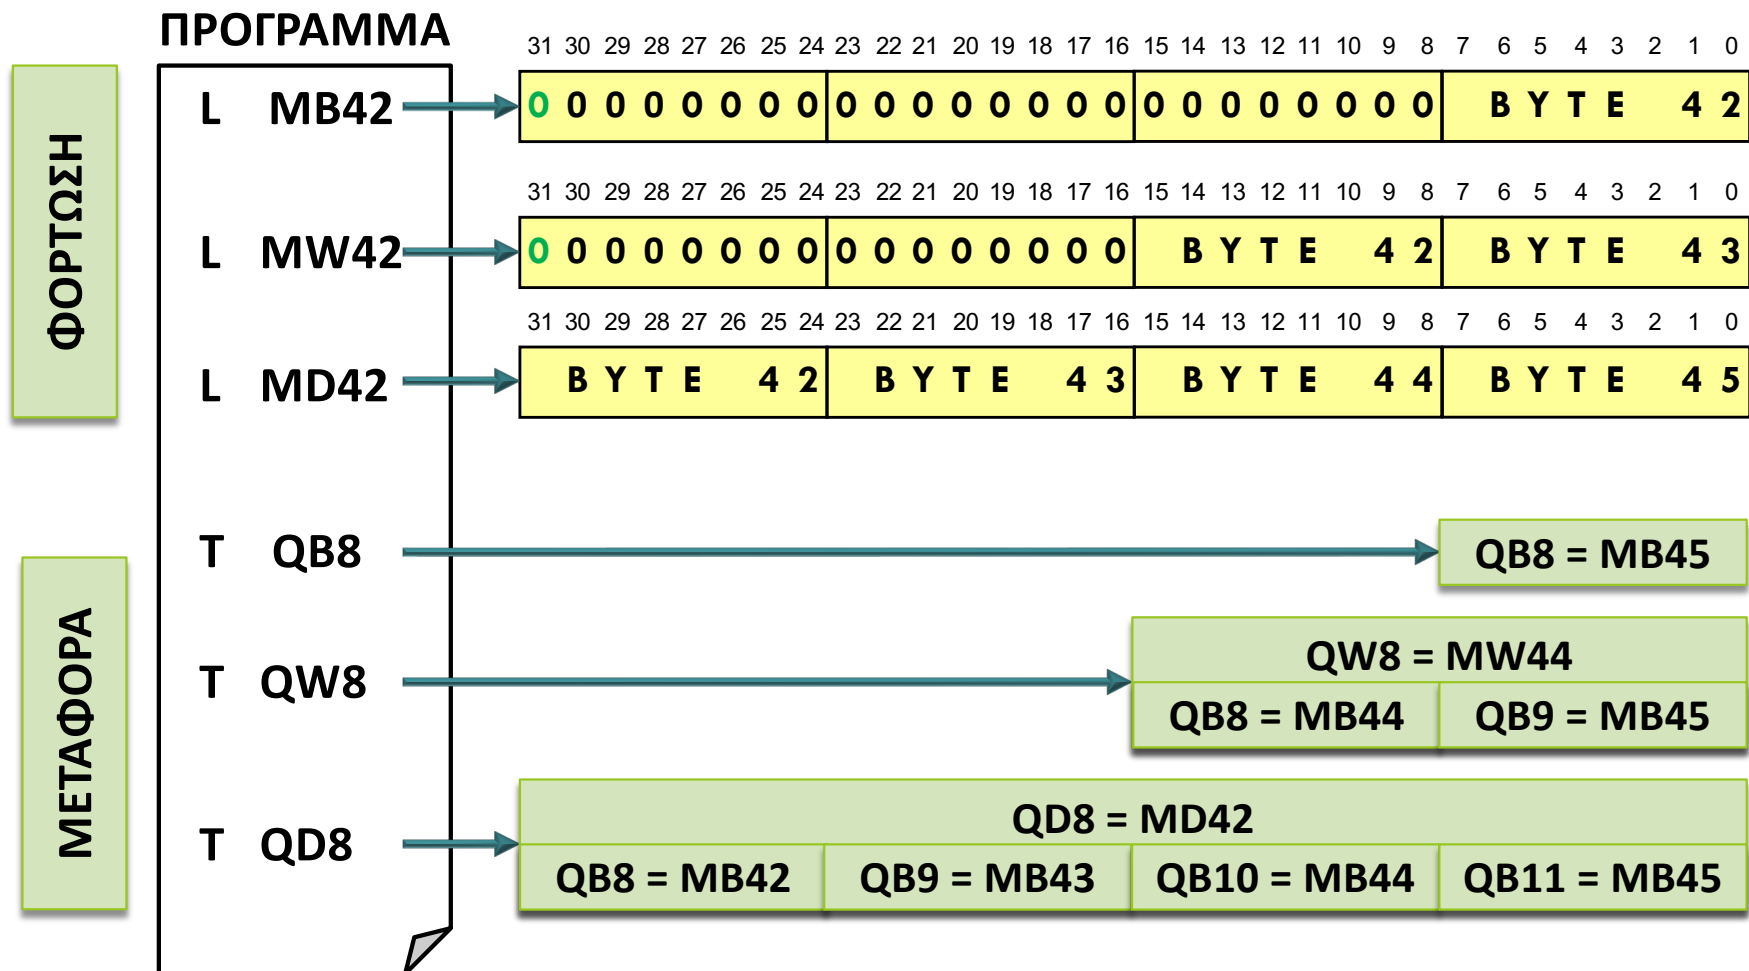 ΠΡΟΓΡΑΜΜΑ
ΦΟΡΤΩΣΗ
31 30 29 28 27 26 25 24 23 22 21 20 19 18 17 16 15 14 13 12 11 10 9 8 7 6 5 4 3 2 1 0
L MB42 0 0 0 0 0 0 0 0 0 0 0 0 0 0 0 0 0 0 0 0 0 0 0 0 BYTE 42
31 30 29 28 27 26 25 24 23 22 21 20 19 18 17 16 15 14 13 12 11 10 9 8 7 6 5 4 3 2 1 0
L MW42 0 0 0 0 0 0 0 0 0 0 0 0 0 0 0 0 BYTE 42 BYTE 43
31 30 29 28 27 26 25 24 23 22 21 20 19 18 17 16 15 14 13 12 11 10 9 8 7 6 5 4 3 2 1 0
L MD42 BYTE 42 BYTE 43 BYTE 44 BYTE 45
ΜΕΤΑΦΟΡΑ
T QB8 QB8 = MB45
QW8 = MW44
T QW8
QB8 = MB44 QB9 = MB45
QD8 = MD42
T QD8
QB8 = MB42 QB9 = MB43 QB10 = MB44 QB11 = MB45